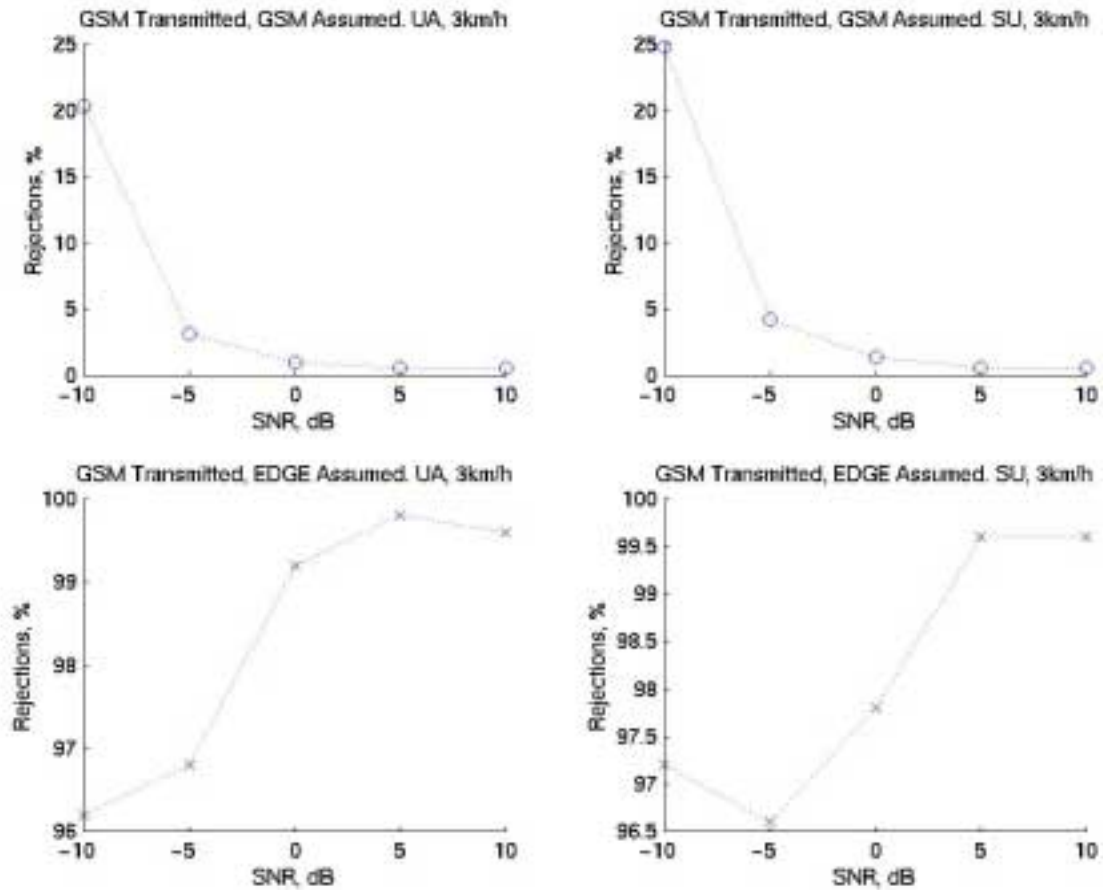 GSM Transmitted, GSM Assumed. UA, 3km/h
25
20
15
10
5
0
Rejections, %
−10 −5 0 5 10
SNR, dB
GSM Transmitted, GSM Assumed. SU, 3km/h
25
20
15
10
5
0
Rejections, %
−10 −5 0 5 10
SNR, dB
GSM Transmitted, EDGE Assumed. UA, 3km/h
100
99
98
97
96
Rejections, %
−10 −5 0 5 10
SNR, dB
GSM Transmitted, EDGE Assumed. SU, 3km/h
100
99.5
99
98.5
98
97.5
97
96.5
Rejections, %
−10 −5 0 5 10
SNR, dB